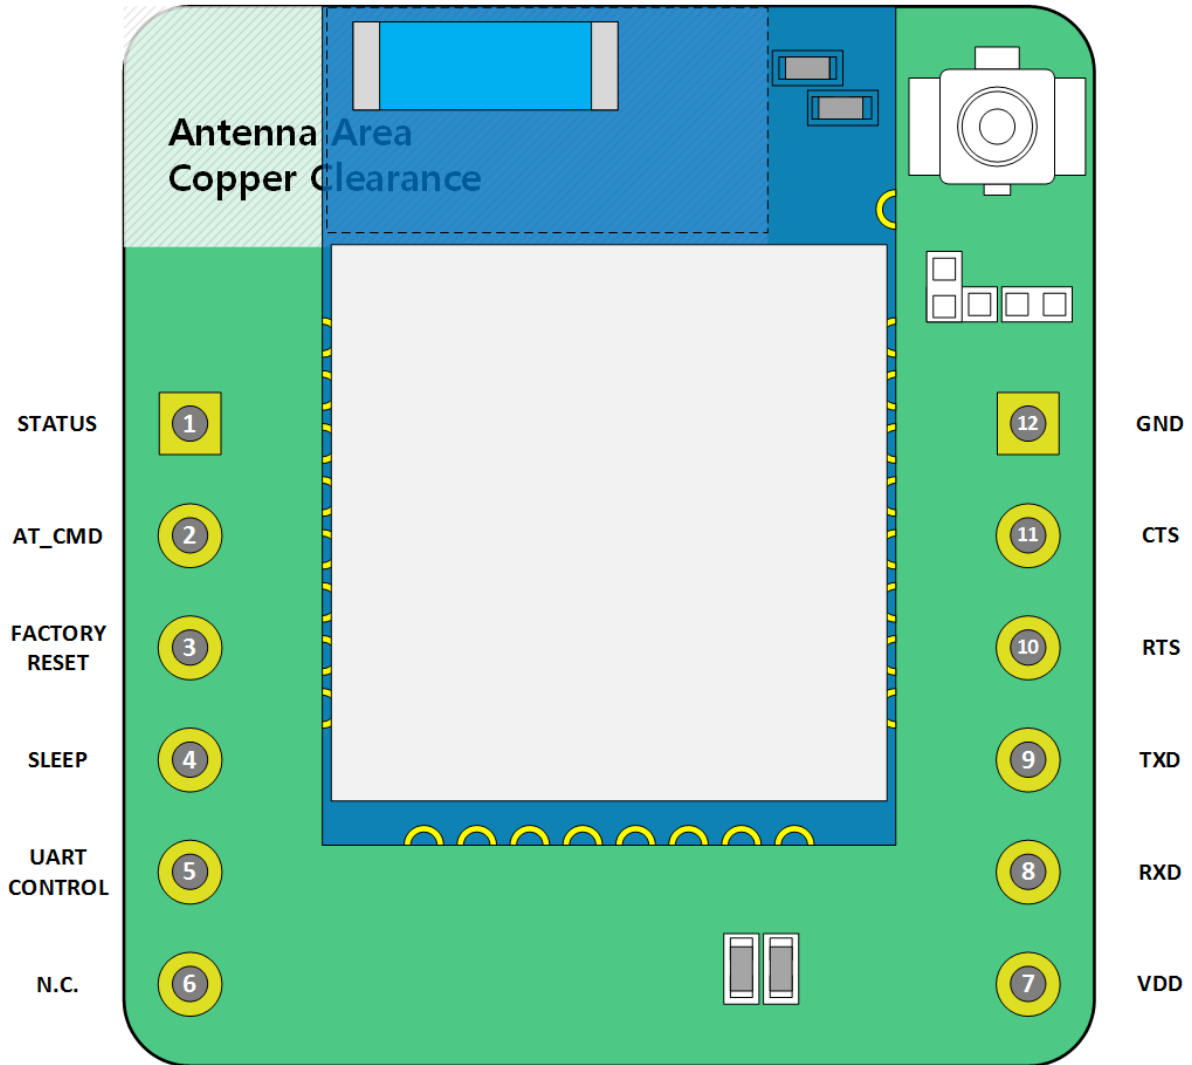 Antenna Area
Copper Clearance
STATUS
1
12
GND
AT_CMD
2
11
CTS
FACTORY
RESET
3
10
RTS
SLEEP
4
9
TXD
UART
CONTROL
5
8
RXD
N.C.
6
7
VDD